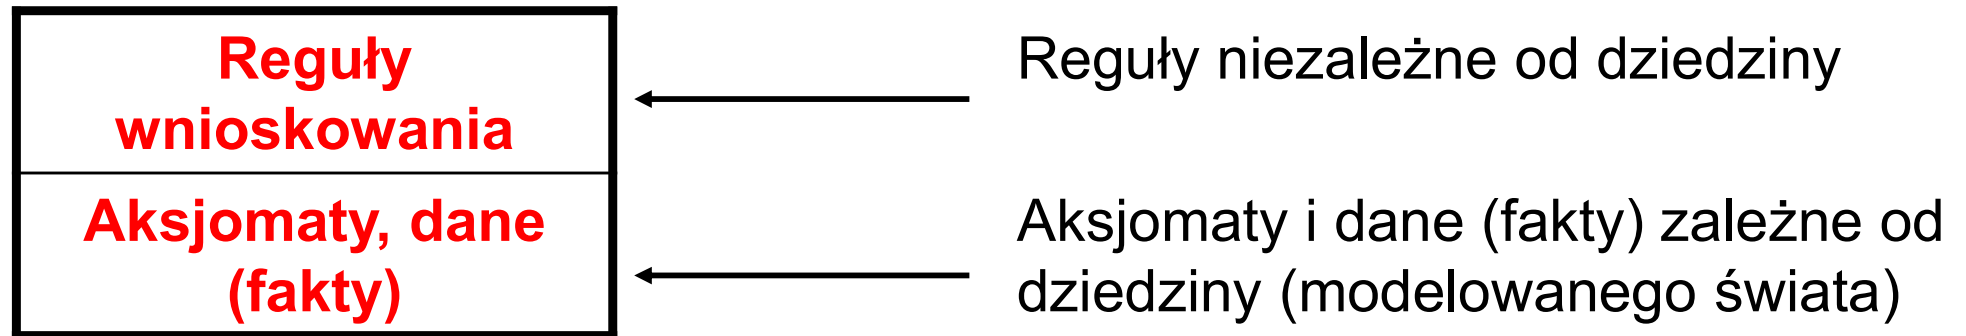 Reguły
wnioskowania
Reguły niezależne od dziedziny
Aksjomaty, dane
(fakty)
Aksjomaty i dane (fakty) zależne od
dziedziny (modelowanego świata)